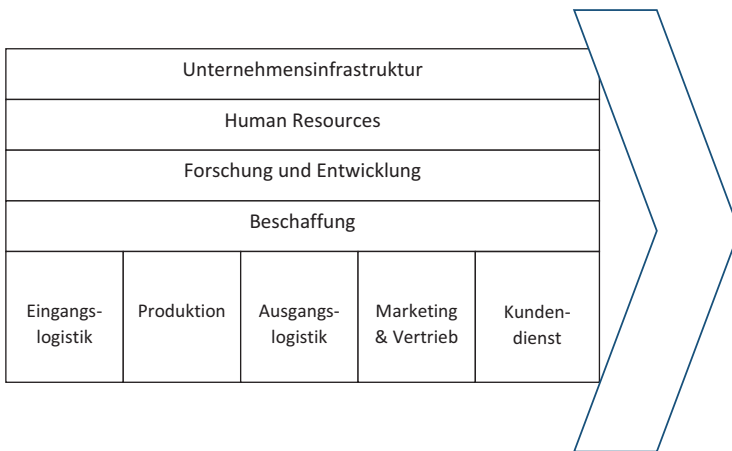 Unternehmensinfrastruktur
Human Resources
Forschung und Entwicklung
Beschaffung
Eingangs-
logistik
Produktion
Ausgangs-
logistik
Marketing
& Vertrieb
Kunden-
dienst